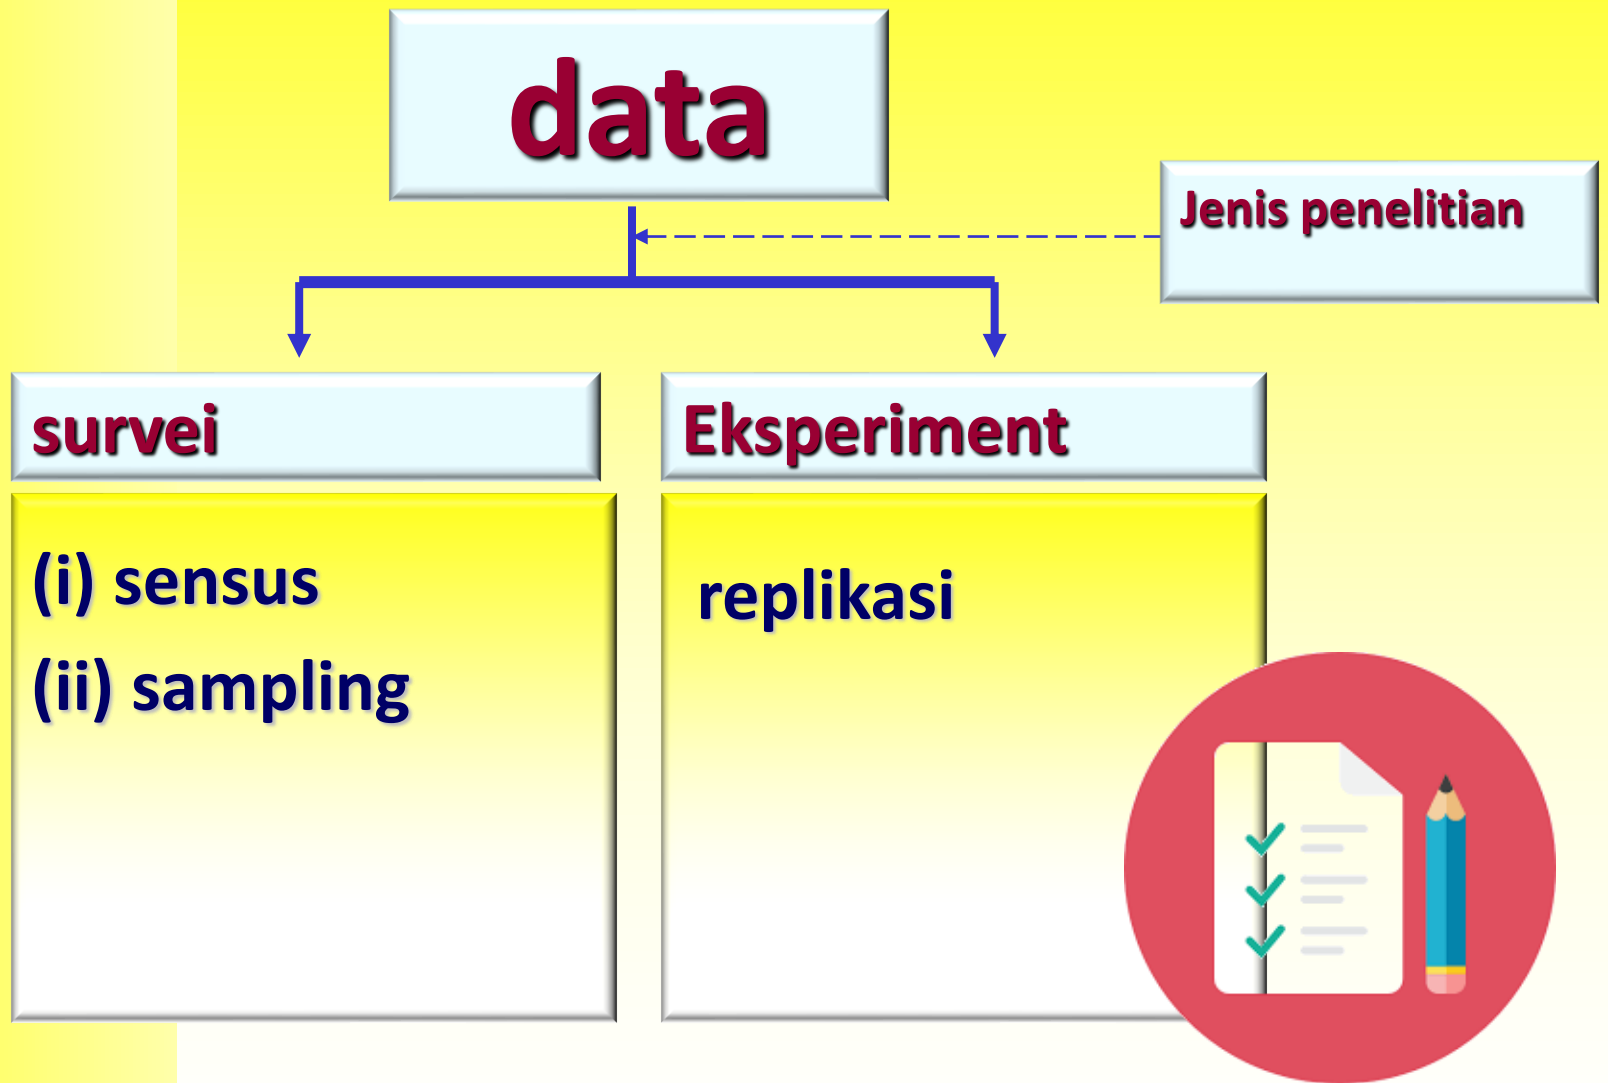 data
Jenis penelitian
survei
Eksperiment
(i) sensus
(ii) sampling
replikasi